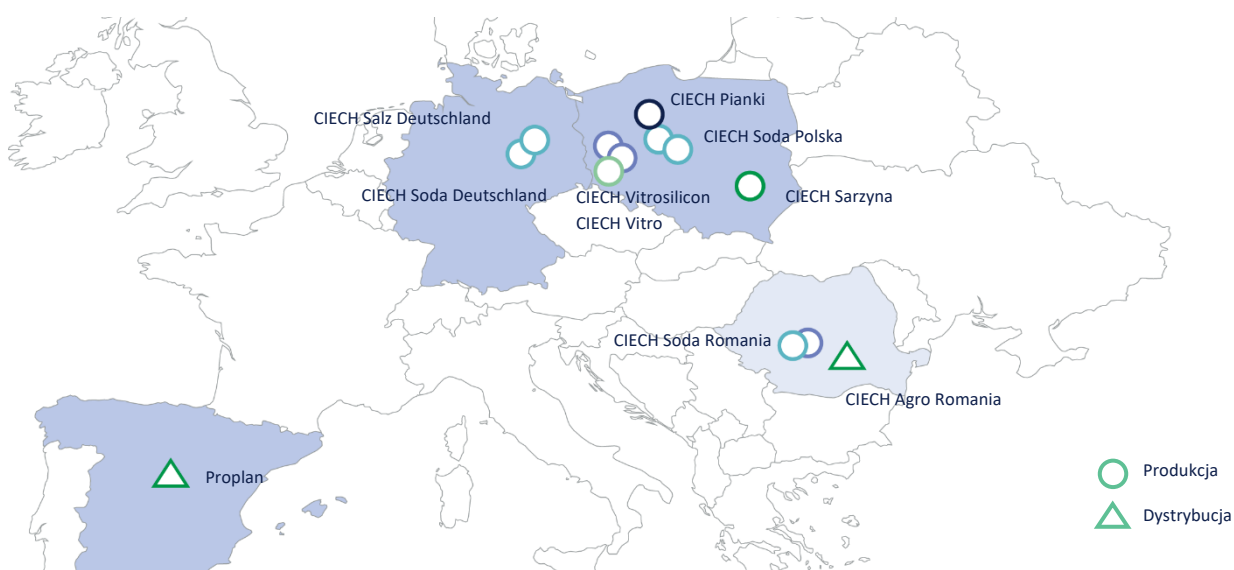 CIECH Pianki
CIECH Salz Deutschland
CIECH Soda Polska
CIECH Soda Deutschland
CIECH Vitrosilicon
CIECH Vitro
CIECH Sarzyna
CIECH Soda Romania
CIECH Agro Romania
Proplan
Produkcja
Dystrybucja